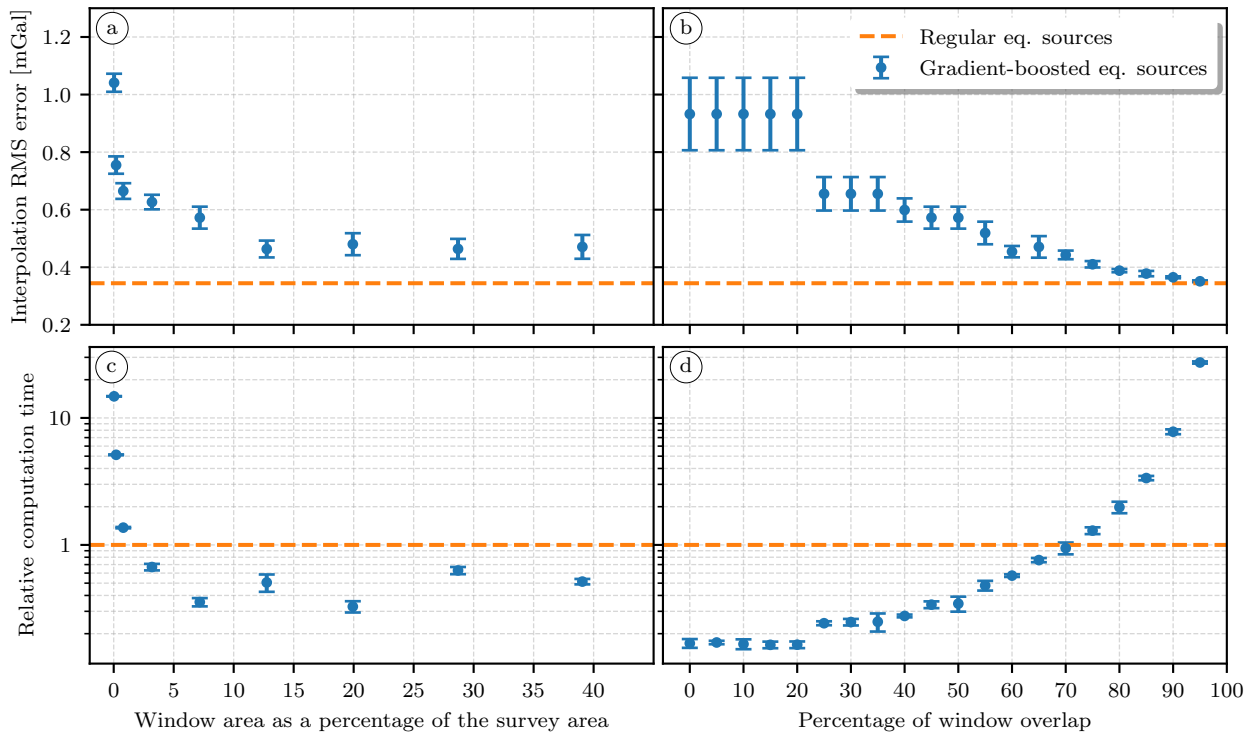 a
b
Regular eq. sources
Gradient-boosted eq. sources
Interpolation RMS error [mGal]
1.2
1.0
0.8
0.6
0.4
0.2
c
d
Relative computation time
10
1
0 5 10 15 20 25 30 35 40
0 10 20 30 40 50 60 70 80 90 100
Window area as a percentage of the survey area
Percentage of window overlap